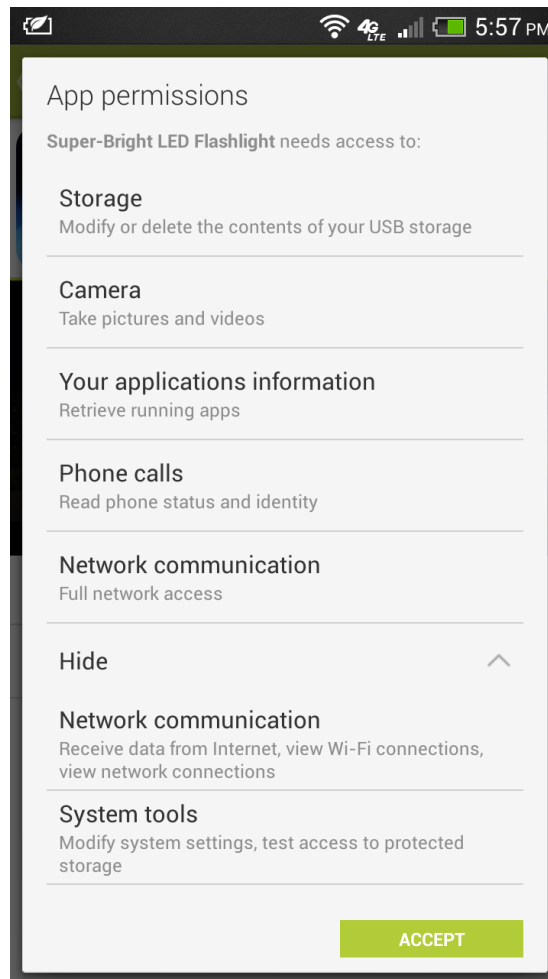 4G LTE 5:57 PM
App permissions
Super-Bright LED Flashlight needs access to:
Storage
Modify or delete the contents of your USB storage
Camera
Take pictures and videos
Your applications information
Retrieve running apps
Phone calls
Read phone status and identity
Network communication
Full network access
Hide
Network communication
Receive data from Internet, view Wi-Fi connections,
view network connections
System tools
Modify system settings, test access to protected
storage
ACCEPT